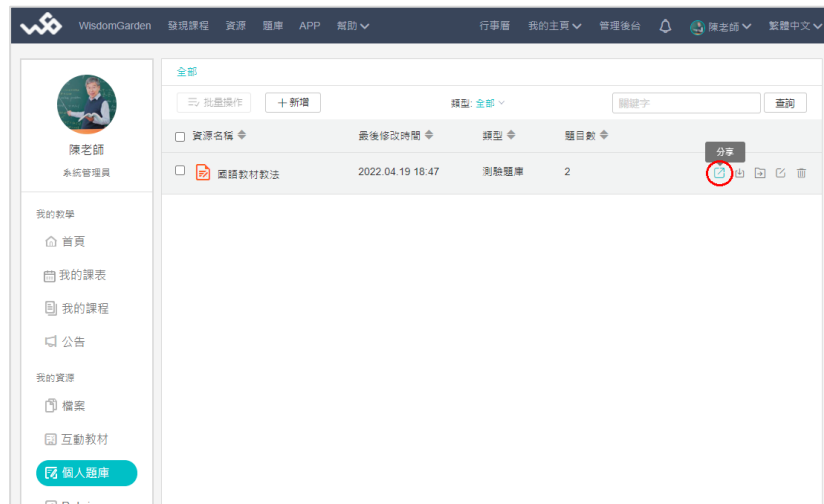 WisdomGarden 發現課程 資源 題庫 APP 幫助 行事曆 我的主頁 管理後台 陳老師 繁體中文
全部
批量操作 ＋新增 類型: 全部 關鍵字 查詢
資源名稱 最後修改時間 類型 題目數
分享
國語教材教法 2022.04.19 18:47 測驗題庫 2
陳老師
系統管理員
我的教學
首頁
我的課表
我的課程
公告
我的資源
檔案
互動教材
個人題庫